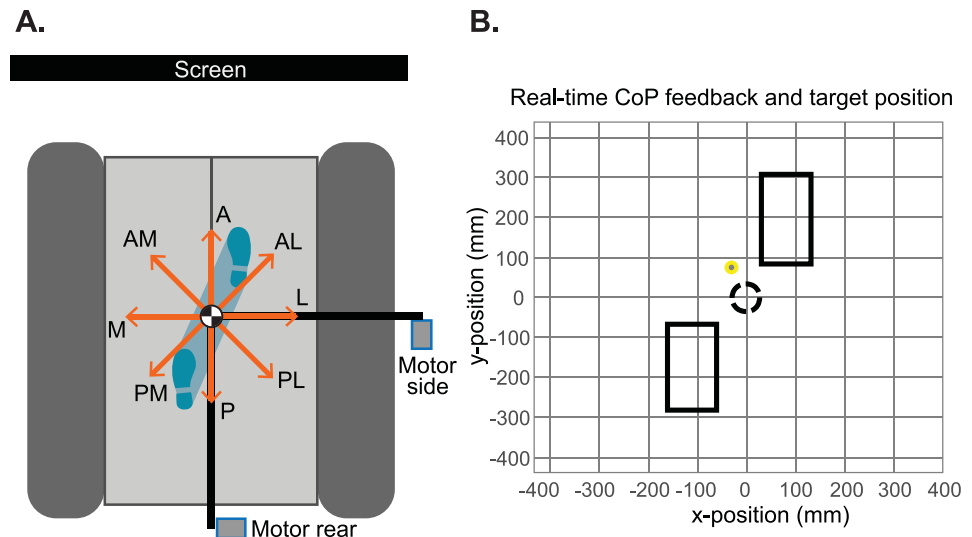 A.
Screen
A
AM
AL
L
M
PM
PL
P
Motor
side
Motor rear
B.
Real-time CoP feedback and target position
y-position (mm)
400
300
200
100
0
-100
-200
-300
-400
-400 -300 -200 -100 0 100 200 300 400
x-position (mm)